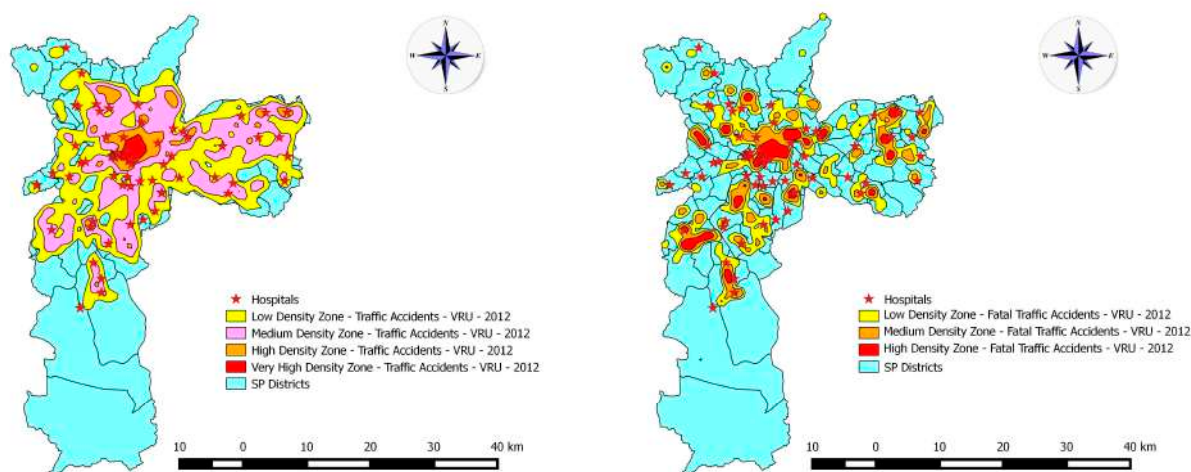 N
W E
S
Hospitals
Low Density Zone - Traffic Accidents - VRU - 2012
Medium Density Zone - Traffic Accidents - VRU - 2012
High Density Zone - Traffic Accidents - VRU - 2012
Very High Density Zone - Traffic Accidents - VRU - 2012
SP Districts
10 0 10 20 30 40 km
N
W E
S
Hospitals
Low Density Zone - Fatal Traffic Accidents - VRU - 2012
Medium Density Zone - Fatal Traffic Accidents - VRU - 2012
High Density Zone - Fatal Traffic Accidents - VRU - 2012
SP Districts
10 0 10 20 30 40 km